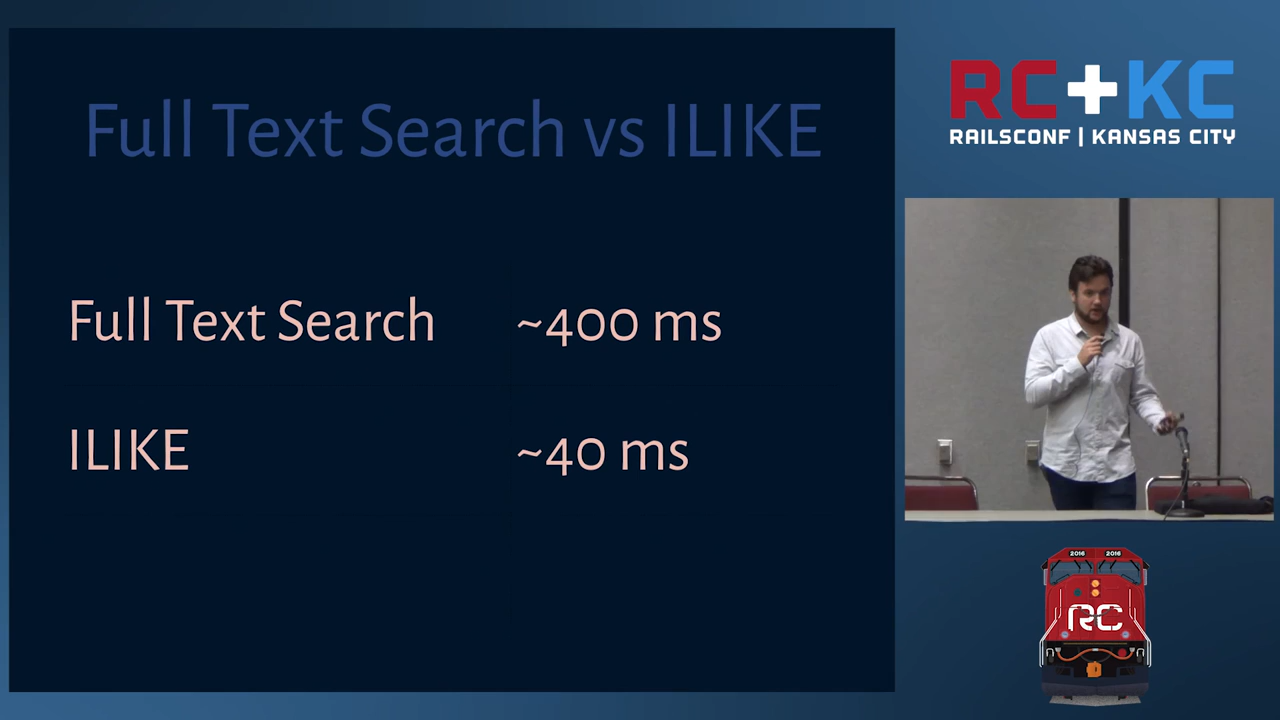 Full Text Search vs ILIKE
Full Text Search ~400 ms
ILIKE ~40 ms
RC+KC
RAILSCONF | KANSAS CITY
2016 2016
RC